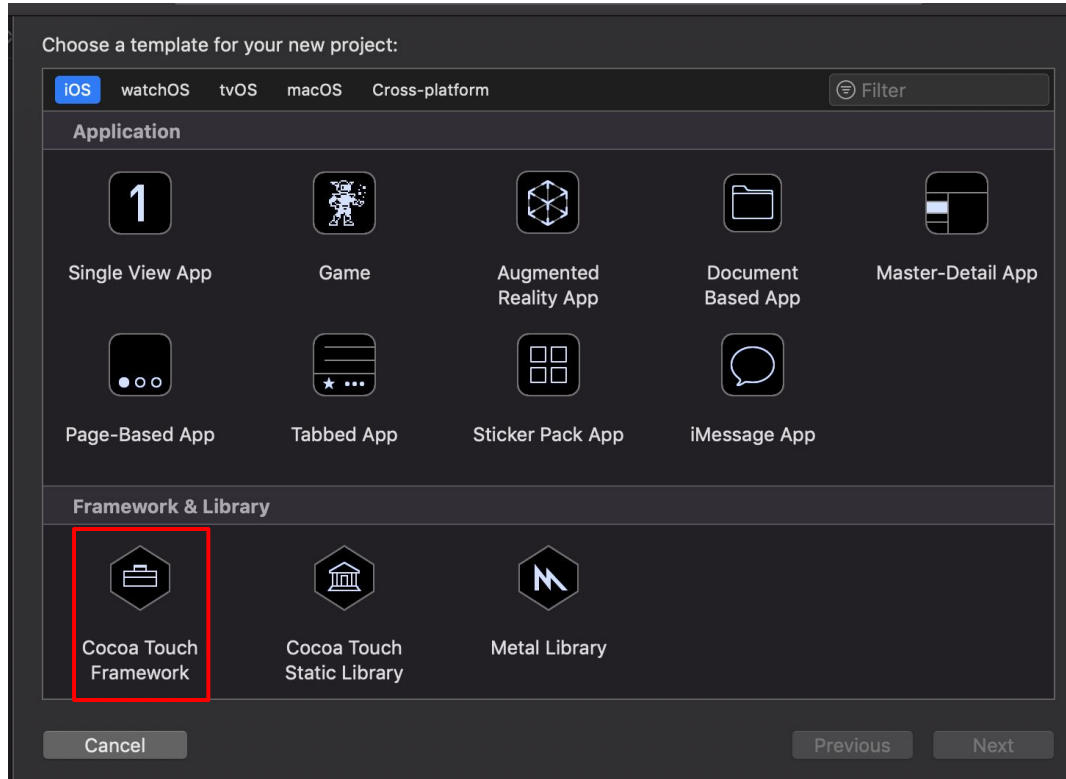 Choose a template for your new project:
iOS watchOS tvOS macOS Cross-platform Filter
Application
1
Single View App Game Augmented Reality App Document Based App Master-Detail App
Page-Based App Tabbed App Sticker Pack App iMessage App
Framework & Library
Cocoa Touch Framework Cocoa Touch Static Library Metal Library
Cancel Previous Next